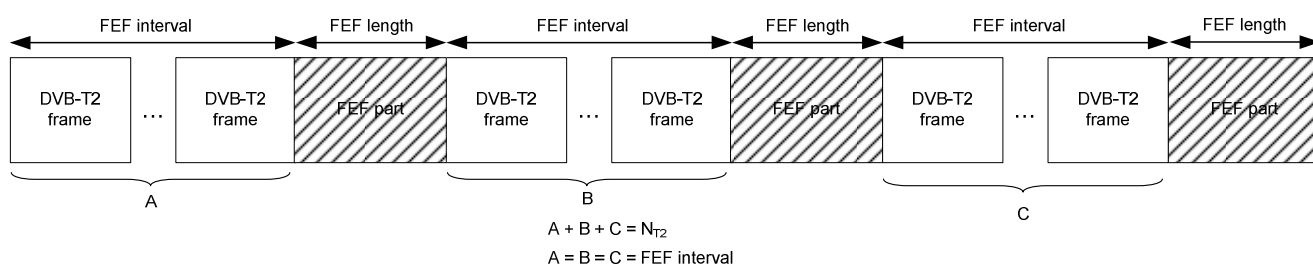 FEF interval FEF length FEF interval FEF length FEF interval FEF length
DVB-T2 frame ... DVB-T2 frame FEF part DVB-T2 frame ... DVB-T2 frame FEF part DVB-T2 frame ... DVB-T2 frame FEF part
A B C
A + B + C = N_T2
A = B = C = FEF interval